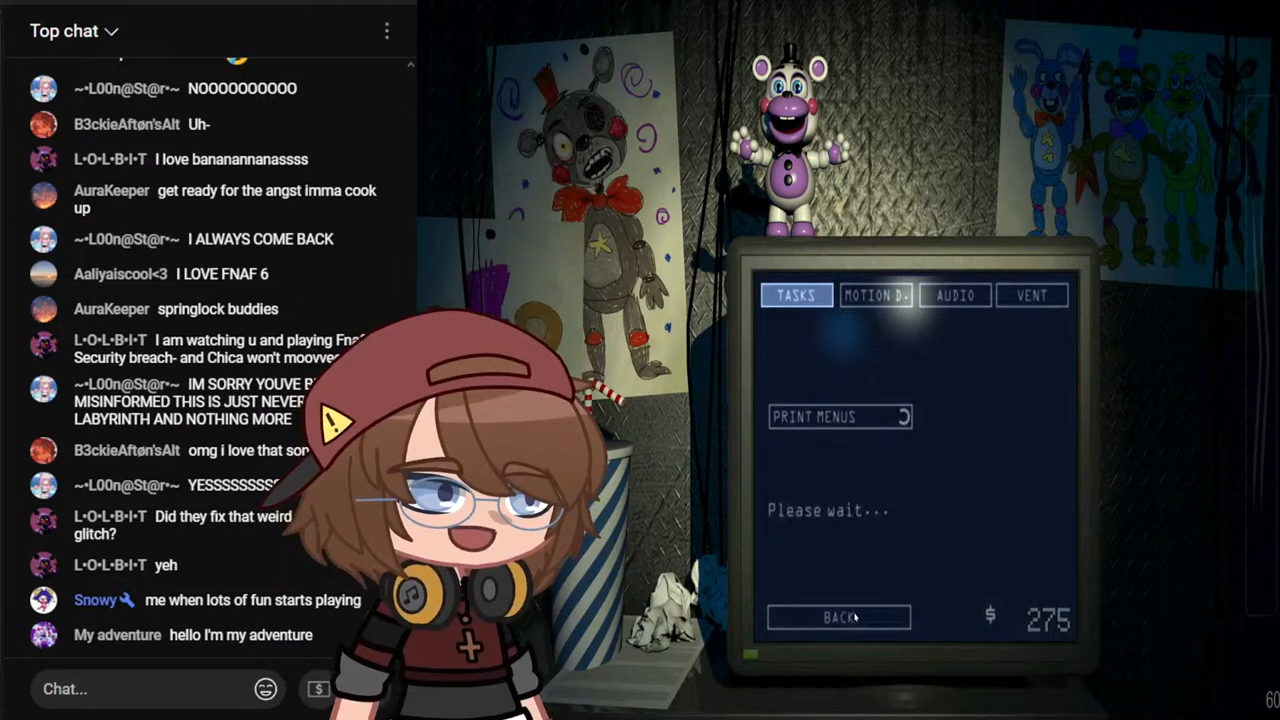 Top chat
~•L00n@St@r•~ NOOOOOOOOOO
B3ckieAftøn'sAlt Uh-
L•O•L•B•I•T I love bananannanassss
AuraKeeper get ready for the angst imma cook
up
~•L00n@St@r•~ I ALWAYS COME BACK
Aaliyaiscool<3 I LOVE FNAF 6
AuraKeeper springlock buddies
L•O•L•B•I•T I am watching u and playing
Security breach- and Chica won't
~•L00n@St@r•~ IM SORRY YOUVE
MISINFORMED THIS IS JUST
LABYRINTH AND NOTHING MORE
B3ckieAftøn'sAlt omg i love that
~•L00n@St@r•~
L•O•L•B•I•T Did they fix that weird
glitch?
L•O•L•B•I•T yeh
Snowy me when lots of fun starts playing
My adventure hello I'm my adventure
Chat...
$
TASKS MOTION D. AUDIO VENT
PRINT MENUS
Please wait...
BACK $ 275
!